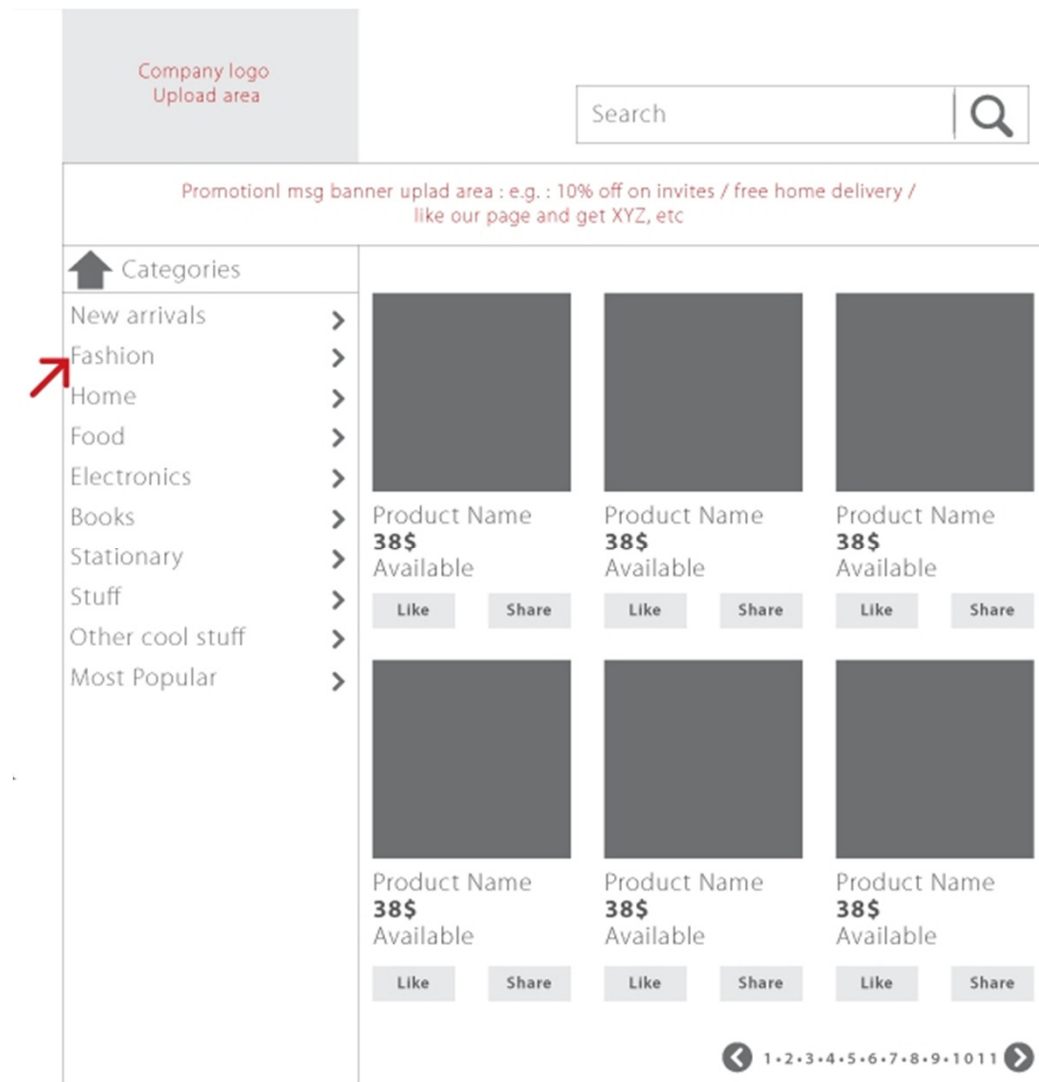 Company logo
Upload area
Search
Promotionl msg banner uplad area : e.g. : 10% off on invites / free home delivery /
like our page and get XYZ, etc
Categories
New arrivals
Fashion
Home
Food
Electronics
Books
Stationary
Stuff
Other cool stuff
Most Popular
Product Name Product Name Product Name
38$ 38$ 38$
Available Available Available
Like Share Like Share Like Share
Product Name Product Name Product Name
38$ 38$ 38$
Available Available Available
Like Share Like Share Like Share
1•2•3•4•5•6•7•8•9•1011